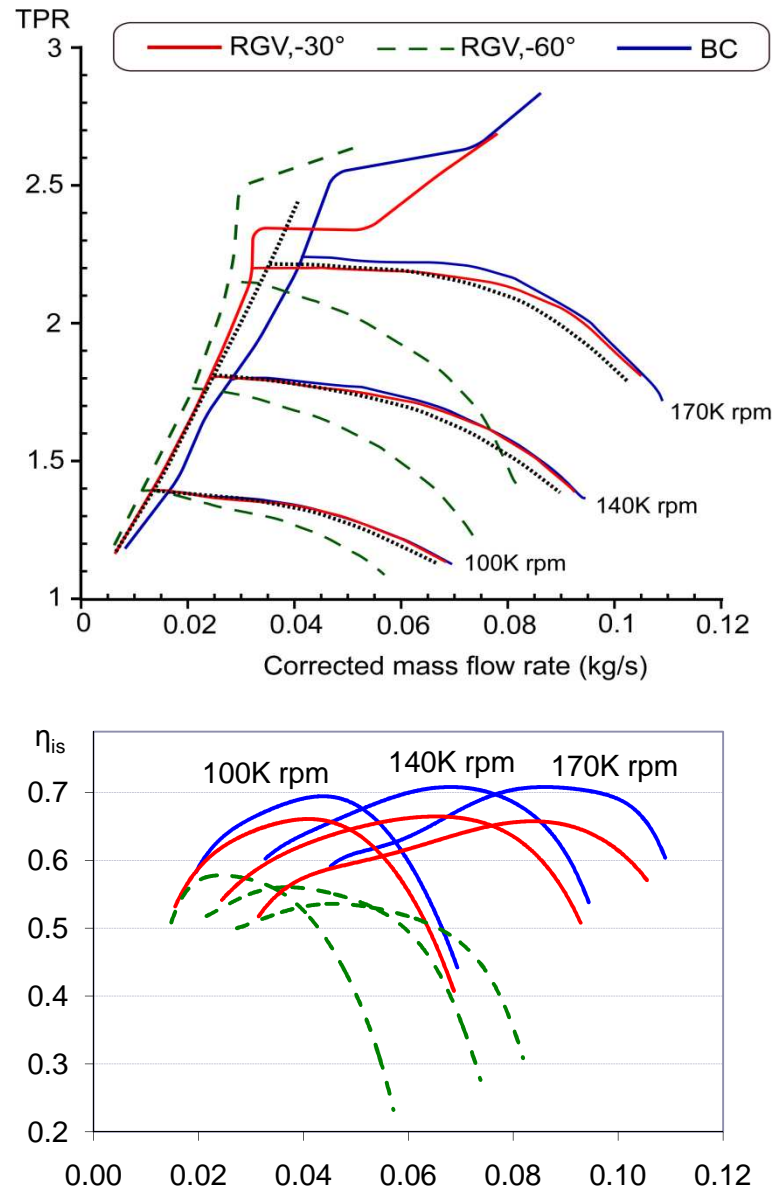 TPR
RGV,-30° RGV,-60° BC
3
2.5
2
1.5
1
170K rpm
140K rpm
100K rpm
0 0.02 0.04 0.06 0.08 0.1 0.12
Corrected mass flow rate (kg/s)
ηis
100K rpm 140K rpm 170K rpm
0.7
0.6
0.5
0.4
0.3
0.2
0.00 0.02 0.04 0.06 0.08 0.10 0.12